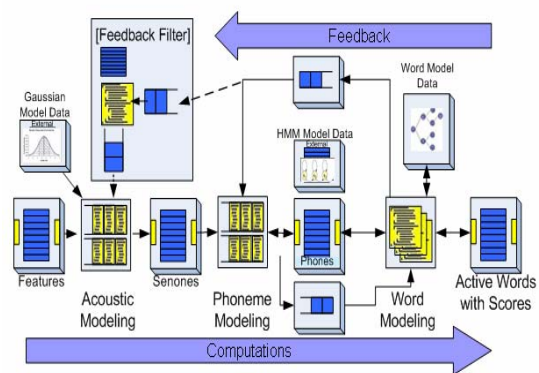 [Feedback Filter]
Feedback
Gaussian
Model Data
External
Word Model
Data
HMM Model Data
External
Features
Senones
Phones
Acoustic
Modeling
Phoneme
Modeling
Word
Modeling
Active Words
with Scores
Computations